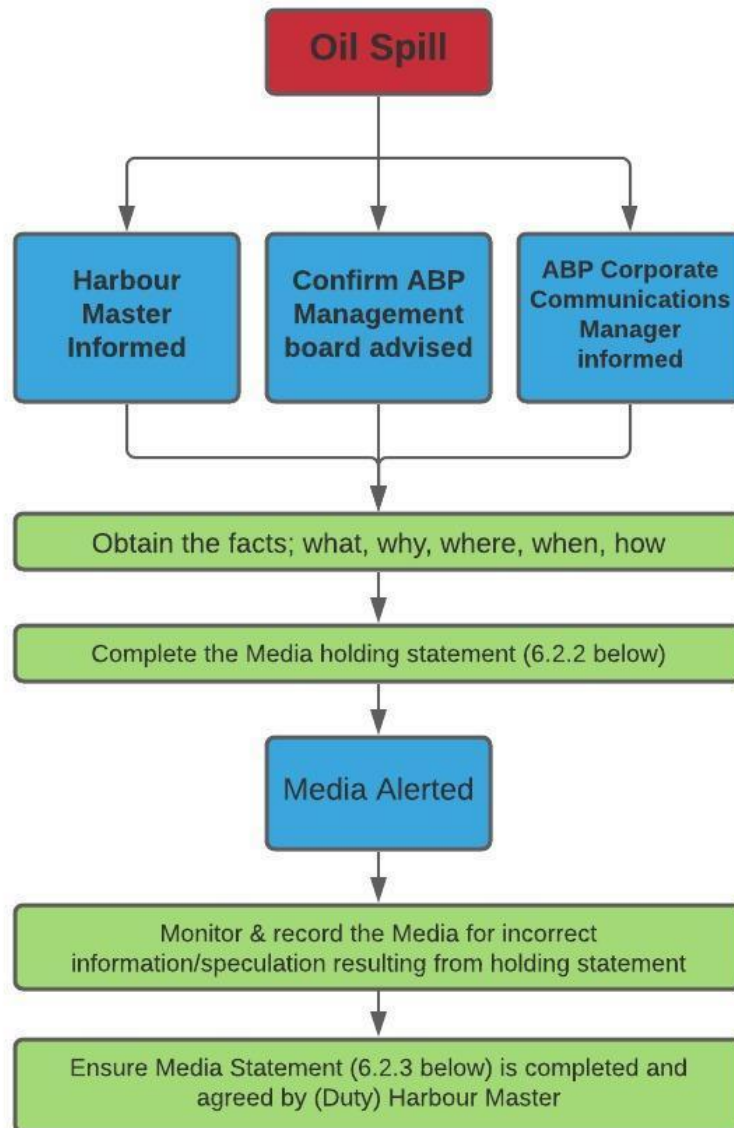 Oil Spill
Harbour
Master
Informed
Confirm ABP
Management
board advised
ABP Corporate
Communications
Manager
informed
Obtain the facts; what, why, where, when, how
Complete the Media holding statement (6.2.2 below)
Media Alerted
Monitor & record the Media for incorrect
information/speculation resulting from holding statement
Ensure Media Statement (6.2.3 below) is completed and
agreed by (Duty) Harbour Master